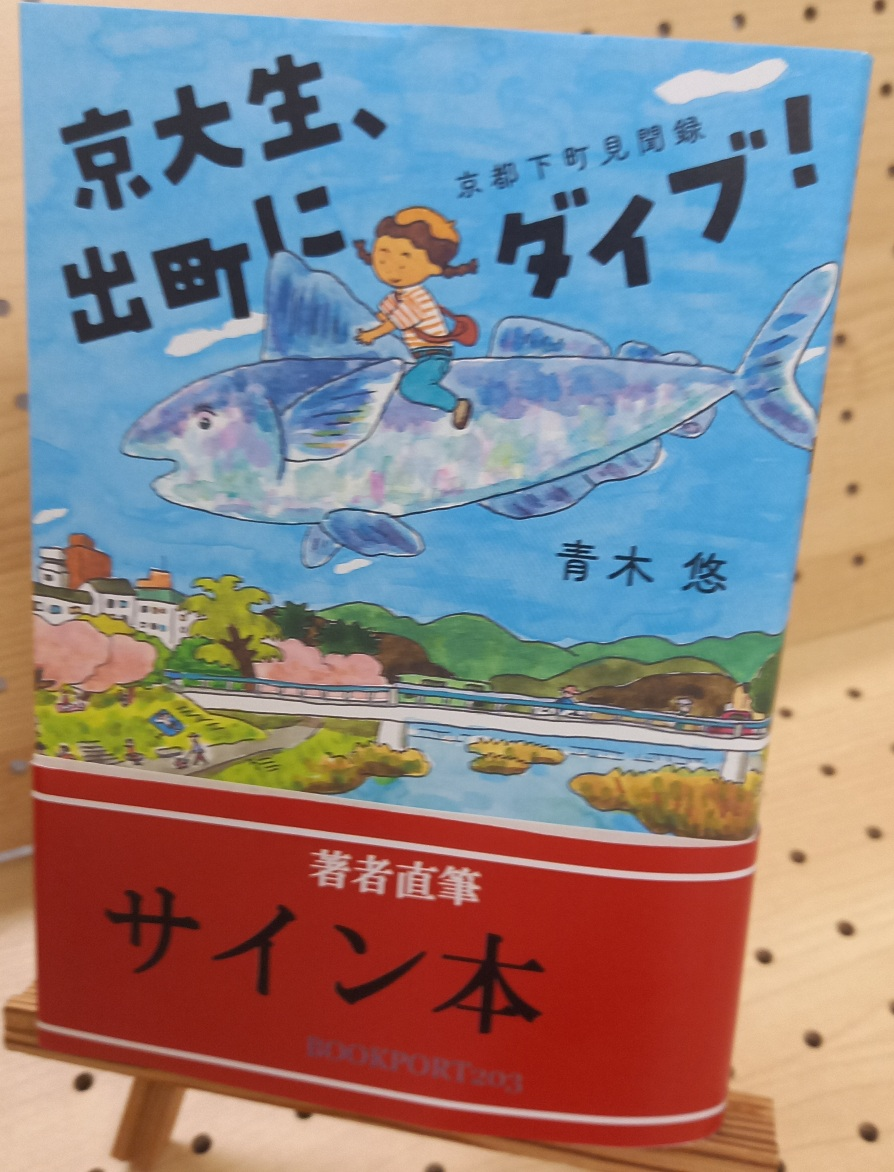 京大生、
出町に
ダイブ!
京都下町見聞録
青木 悠
著者直筆
サイン本
BOOKPORT203